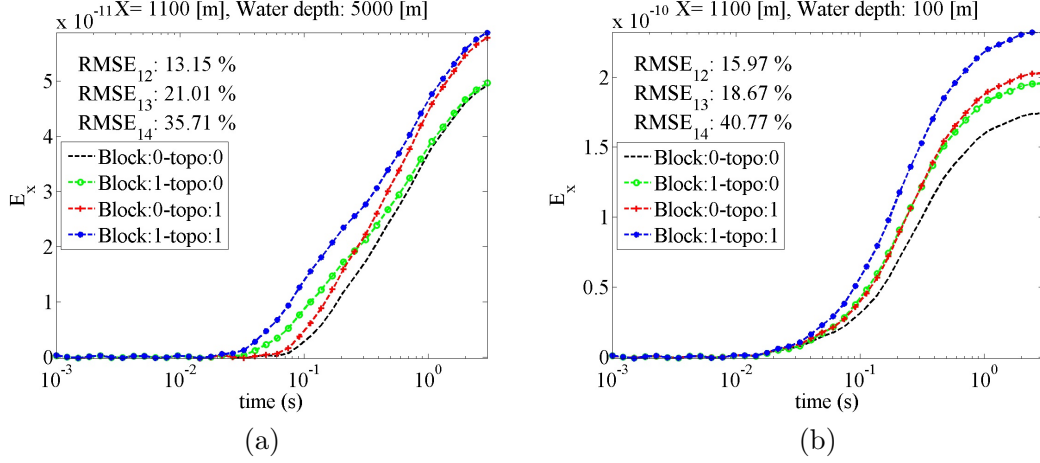 x 10-11 X= 1100 [m], Water depth: 5000 [m]
RMSE12: 13.15 %
RMSE13: 21.01 %
RMSE14: 35.71 %
Block:0-topo:0
Block:1-topo:0
Block:0-topo:1
Block:1-topo:1
5
4
3
2
1
0
Ex
10-3 10-2 10-1 100
time (s)
(a)
x 10-10 X= 1100 [m], Water depth: 100 [m]
RMSE12: 15.97 %
RMSE13: 18.67 %
RMSE14: 40.77 %
Block:0-topo:0
Block:1-topo:0
Block:0-topo:1
Block:1-topo:1
2
1.5
1
0.5
0
Ex
10-3 10-2 10-1 100
time (s)
(b)